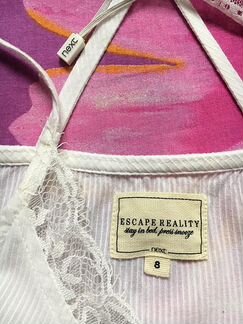 next
ESCAPE REALITY
stay in bed, press snooze
next
8